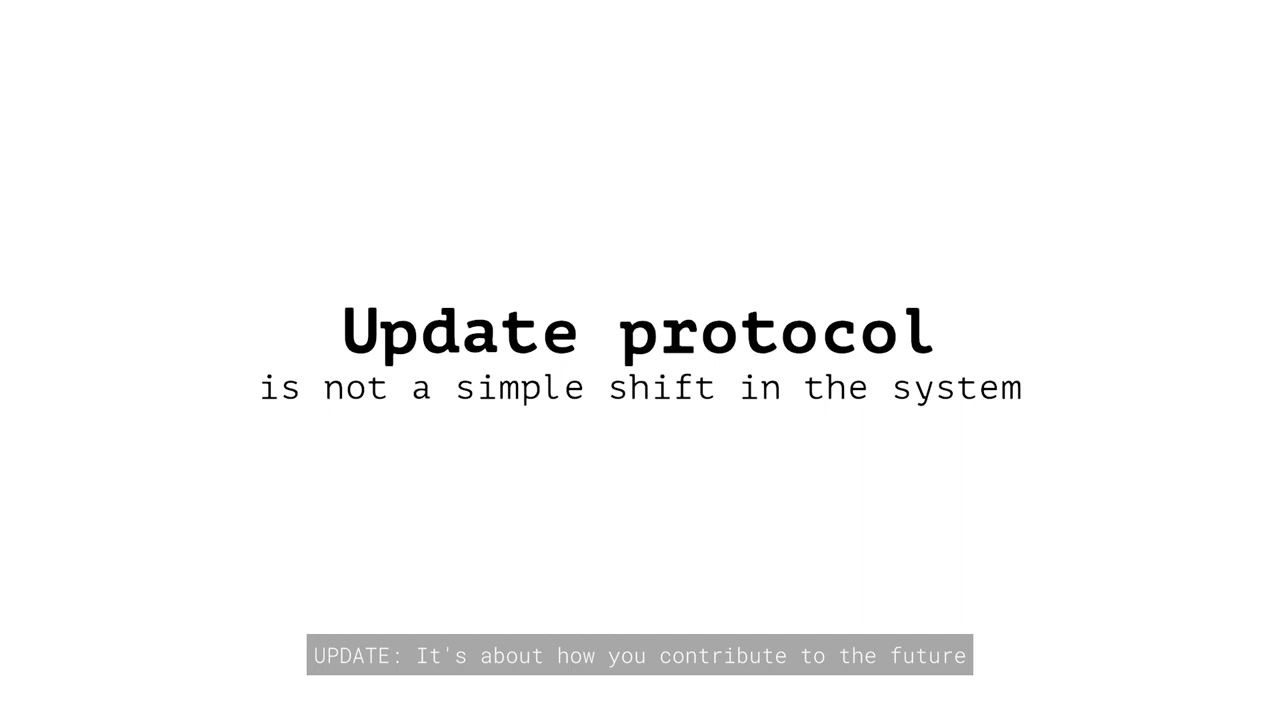 Update protocol
is not a simple shift in the system
UPDATE: It's about how you contribute to the future